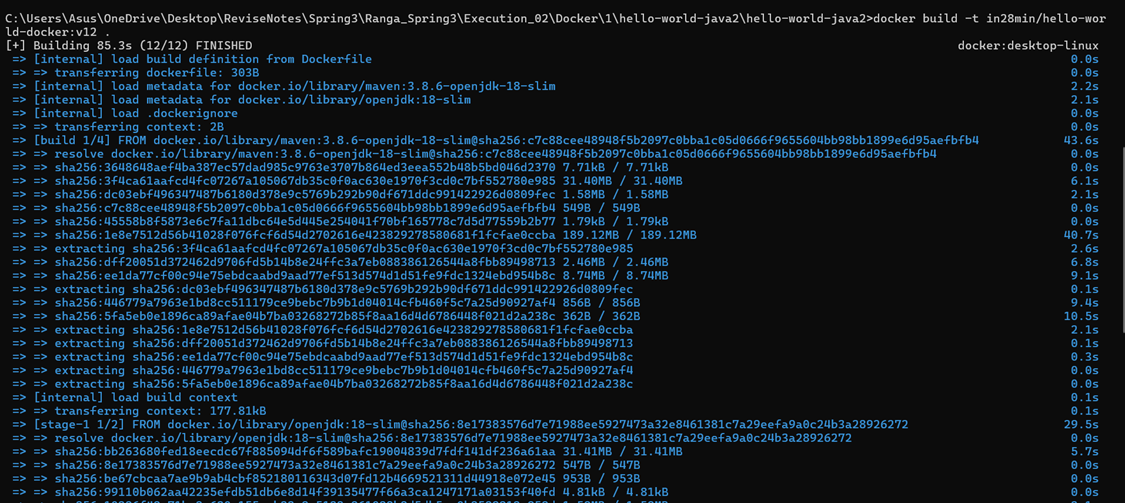 C:\Users\Asus\OneDrive\Desktop\ReviseNotes\Spring3\Ranga_Spring3\Execution_02\Docker\1\hello-world-java2\hello-world-java2>docker build -t in28min/hello-wor
ld-docker:v12 .
[+] Building 85.3s (12/12) FINISHED docker:desktop-linux
=> [internal] load build definition from Dockerfile 0.0s
=> => transferring dockerfile: 303B 0.0s
=> [internal] load metadata for docker.io/library/maven:3.8.6-openjdk-18-slim 2.2s
=> [internal] load metadata for docker.io/library/openjdk:18-slim 2.1s
=> [internal] load .dockerignore 0.0s
=> => transferring context: 2B 0.0s
=> [build 1/4] FROM docker.io/library/maven:3.8.6-openjdk-18-slim@sha256:c7c88cee48948f5b2097c0bba1c05d0666f9655604bb98bb1899e6d95aefbfb4 43.6s
=> => resolve docker.io/library/maven:3.8.6-openjdk-18-slim@sha256:c7c88cee48948f5b2097c0bba1c05d0666f9655604bb98bb1899e6d95aefbfb4 0.0s
=> => sha256:3648648aef4ba387ec57dad985c9763e3707b864ed3eea552b48b5bd046d2370 7.71kB / 7.71kB 0.0s
=> => sha256:3f4ca61aafcd4fc07267a105067db35c0f0ac630e1970f3cd0c7bf552780e985 31.40MB / 31.40MB 6.1s
=> => sha256:dc03ebf496347487b6180d378e9c5769b292b90df671ddc991422926d0809fec 1.58MB / 1.58MB 2.1s
=> => sha256:c7c88cee48948f5b2097c0bba1c05d0666f9655604bb98bb1899e6d95aefbfb4 549B / 549B 0.0s
=> => sha256:45558b8f5873e6c7fa11dbc64e5d445e254041f70bf165778c7d5d77559b2b77 1.79kB / 1.79kB 0.0s
=> => sha256:1e8e7512d56b41028f076fcf6d54d2702616e423829278580681f1fcfae0ccba 189.12MB / 189.12MB 40.7s
=> => extracting sha256:3f4ca61aafcd4fc07267a105067db35c0f0ac630e1970f3cd0c7bf552780e985 2.6s
=> => sha256:dff20051d372462d9706fd5b14b8e24ffc3a7eb088386126544a8fbb89498713 2.46MB / 2.46MB 6.8s
=> => sha256:ee1da77cf00c94e75ebdcaabd9aad77ef513d574d1d51fe9fdc1324ebd954b8c 8.74MB / 8.74MB 9.1s
=> => extracting sha256:dc03ebf496347487b6180d378e9c5769b292b90df671ddc991422926d0809fec 0.1s
=> => sha256:446779a7963e1bd8cc511179ce9bebc7b9b1d04014cfb460f5c7a25d90927af4 856B / 856B 9.4s
=> => sha256:5fa5eb0e1896ca89afae04b7ba03268272b85f8aa16d4d6786448f021d2a238c 362B / 362B 10.5s
=> => extracting sha256:1e8e7512d56b41028f076fcf6d54d2702616e423829278580681f1fcfae0ccba 2.1s
=> => extracting sha256:dff20051d372462d9706fd5b14b8e24ffc3a7eb088386126544a8fbb89498713 0.1s
=> => extracting sha256:ee1da77cf00c94e75ebdcaabd9aad77ef513d574d1d51fe9fdc1324ebd954b8c 0.3s
=> => extracting sha256:446779a7963e1bd8cc511179ce9bebc7b9b1d04014cfb460f5c7a25d90927af4 0.0s
=> => extracting sha256:5fa5eb0e1896ca89afae04b7ba03268272b85f8aa16d4d6786448f021d2a238c 0.0s
=> [internal] load build context 0.1s
=> => transferring context: 177.81kB 0.1s
=> [stage-1 1/2] FROM docker.io/library/openjdk:18-slim@sha256:8e17383576d7e71988ee5927473a32e8461381c7a29eefa9a0c24b3a28926272 29.5s
=> => resolve docker.io/library/openjdk:18-slim@sha256:8e17383576d7e71988ee5927473a32e8461381c7a29eefa9a0c24b3a28926272 0.0s
=> => sha256:bb263680fed18eecdc67f885094df6f589bafc19004839d7fdf141df236a61aa 31.41MB / 31.41MB 5.7s
=> => sha256:8e17383576d7e71988ee5927473a32e8461381c7a29eefa9a0c24b3a28926272 547B / 547B 0.0s
=> => sha256:be67cbcaa7ae9b9ab4cbf852180116343d07fd12b4669521311d44918e072e45 953B / 953B 0.0s
=> => sha256:99110b062aa42235efdb51db6e8d14f39135477f66a3ca1247171a03153f40fd 4.81kB / 4.81kB 0.0s